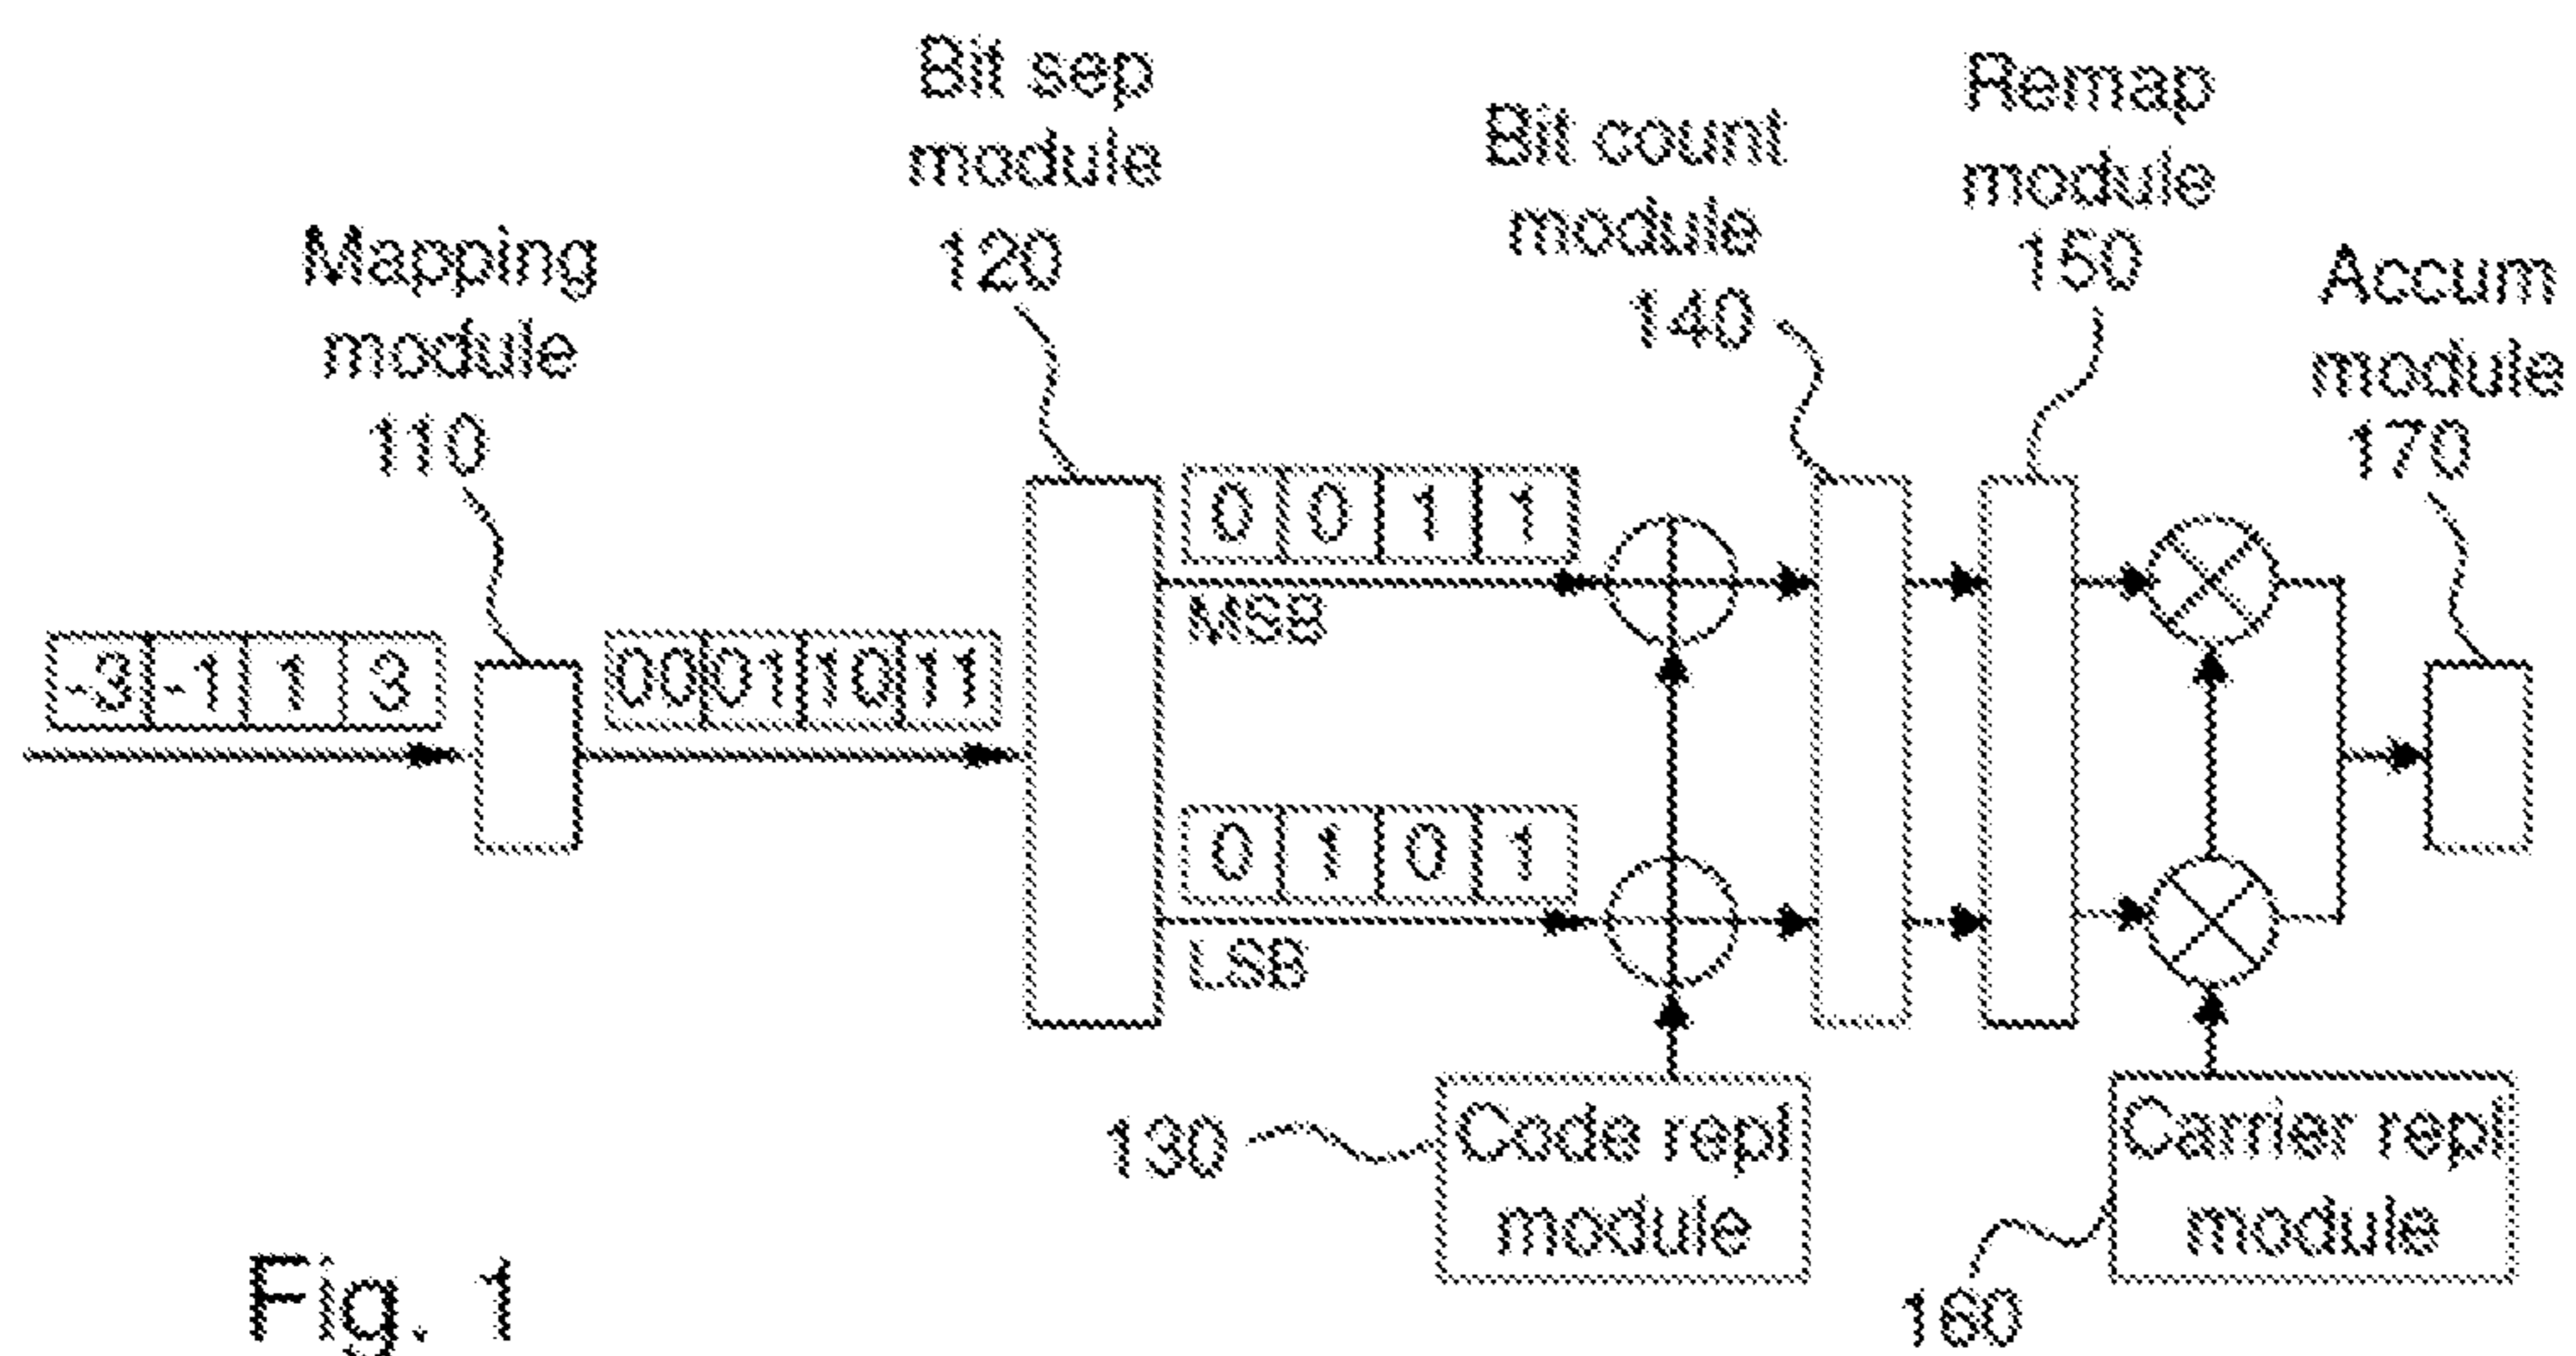 Bit sep
module
120
Mapping
module
110
Bit count
module
140
Remap
module
150
Accum
module
170
-3 -1 1 3
00 01 10 11
0 0 1 1
MSB
0 1 0 1
LSB
130
Code repl
module
Carrier repl
module
160
Fig. 1